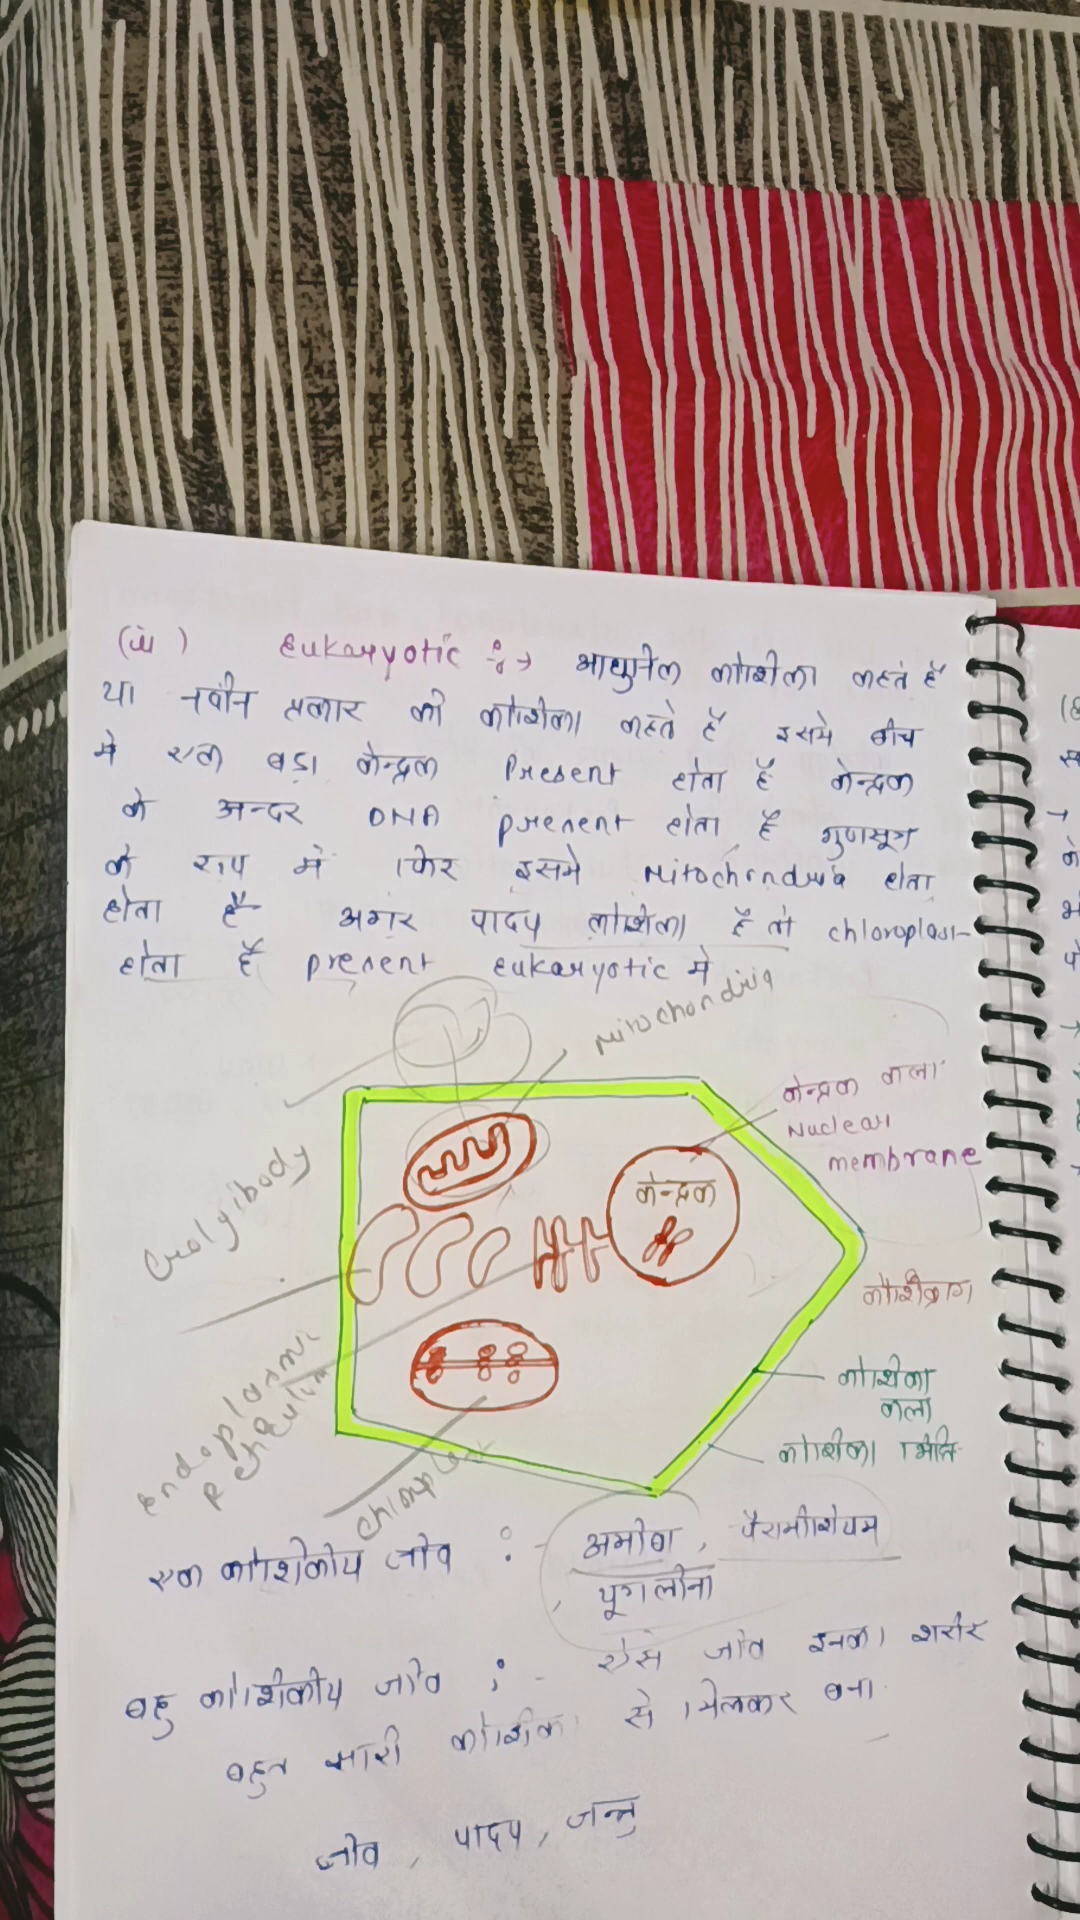 (ii) Eukaryotic :→ आधुनिक कोशिका कहते हैं
या नवीन प्रकार की कोशिका कहते हैं इसमे बीच
मे एक बड़ा केन्द्रक Present होता है केन्द्रक
के अन्दर DNA present होता है गुणसूत्र
के रूप में फिर इसमे Mitochondria होता
होता है अगर पादप कोशिका है तो chloroplast
होता है present eukaryotic मे
Mitochondria
केन्द्रक कला
Nuclear
membrane
Golgibody
केन्द्रक
कोशिका
कला
कोशिका भित्ति
endoplasmi
Reticulum
chloroplast
एक कोशिकीय जीव :- अमीबा, पैरामीशियम
, यूग्लीना
बहु कोशिकीय जीव :- ऐसे जीव इनका शरीर
बहुत सारी कोशिका से मिलकर बना
जीव, पादप, जन्तु